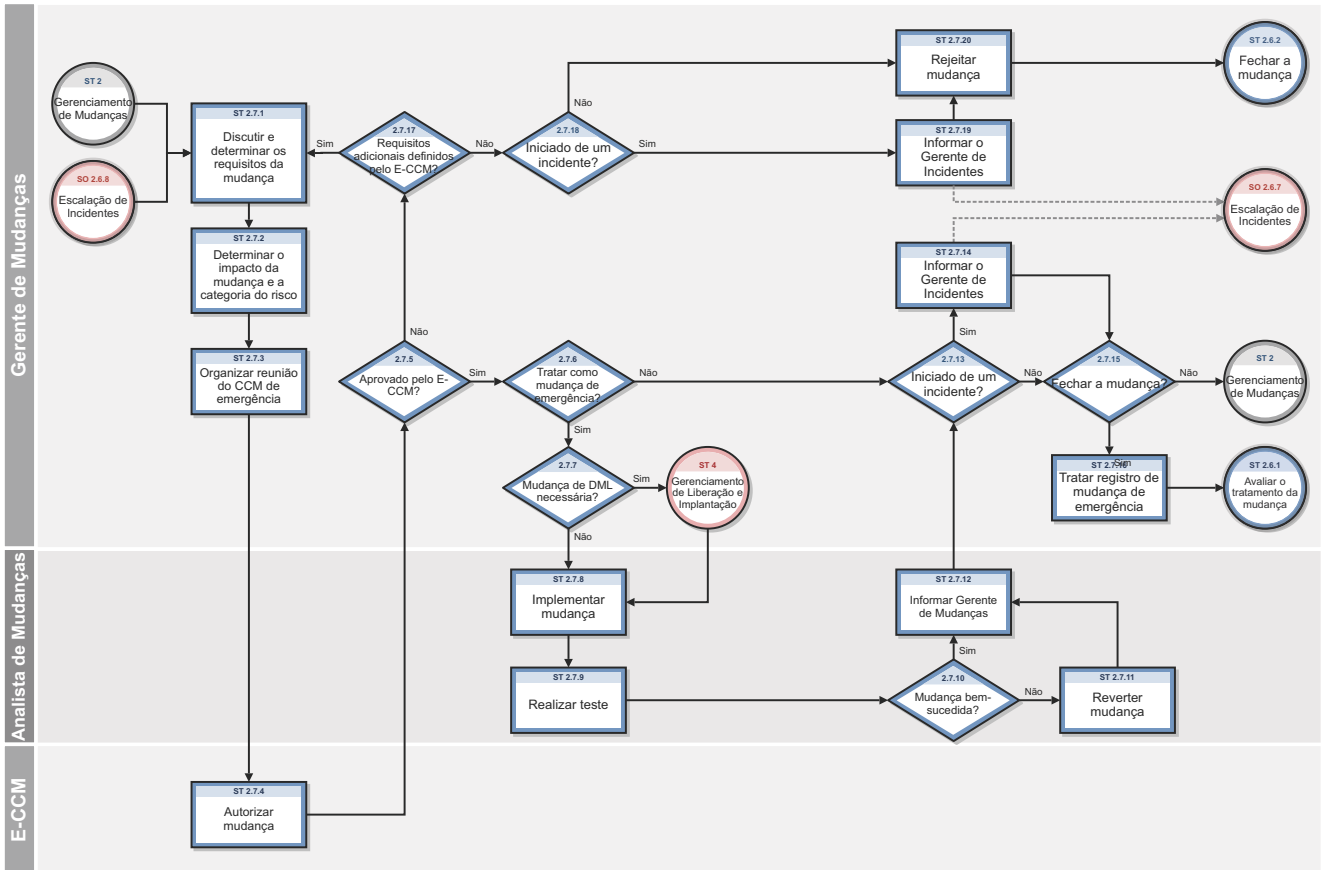 Gerente de Mudanças
ST 2
Gerenciamento
de Mudanças
SO 2.6.8
Escalação de
Incidentes
ST 2.7.1
Discutir e
determinar os
requisitos da
mudança
ST 2.7.2
Determinar o
impacto da
mudança e a
categoria do risco
ST 2.7.3
Organizar reunião
do CCM de
emergência
Sim
2.7.17
Requisitos
adicionais definidos
pelo E-CCM?
Não
2.7.18
Iniciado de um
incidente?
Não
Sim
ST 2.7.20
Rejeitar
mudança
ST 2.7.19
Informar o
Gerente de
Incidentes
ST 2.6.2
Fechar a
mudança
SO 2.6.7
Escalação de
Incidentes
ST 2.7.14
Informar o
Gerente de
Incidentes
Não
2.7.5
Aprovado pelo E-
CCM?
Sim
2.7.6
Tratar como
mudança de
emergência?
Não
Sim
Sim
2.7.13
Iniciado de um
incidente?
Não
2.7.15
Fechar a mudança?
Não
ST 2
Gerenciamento
de Mudanças
2.7.7
Mudança de DML
necessária?
Sim
Não
ST 4
Gerenciamento
de Liberação e
Implantação
Sim
ST 2.7.16
Tratar registro de
mudança de
emergência
ST 2.6.1
Avaliar o
tratamento da
mudança
Analista de Mudanças
ST 2.7.8
Implementar
mudança
ST 2.7.9
Realizar teste
ST 2.7.12
Informar Gerente
de Mudanças
Sim
2.7.10
Mudança bem-
sucedida?
Não
ST 2.7.11
Reverter
mudança
E-CCM
ST 2.7.4
Autorizar
mudança